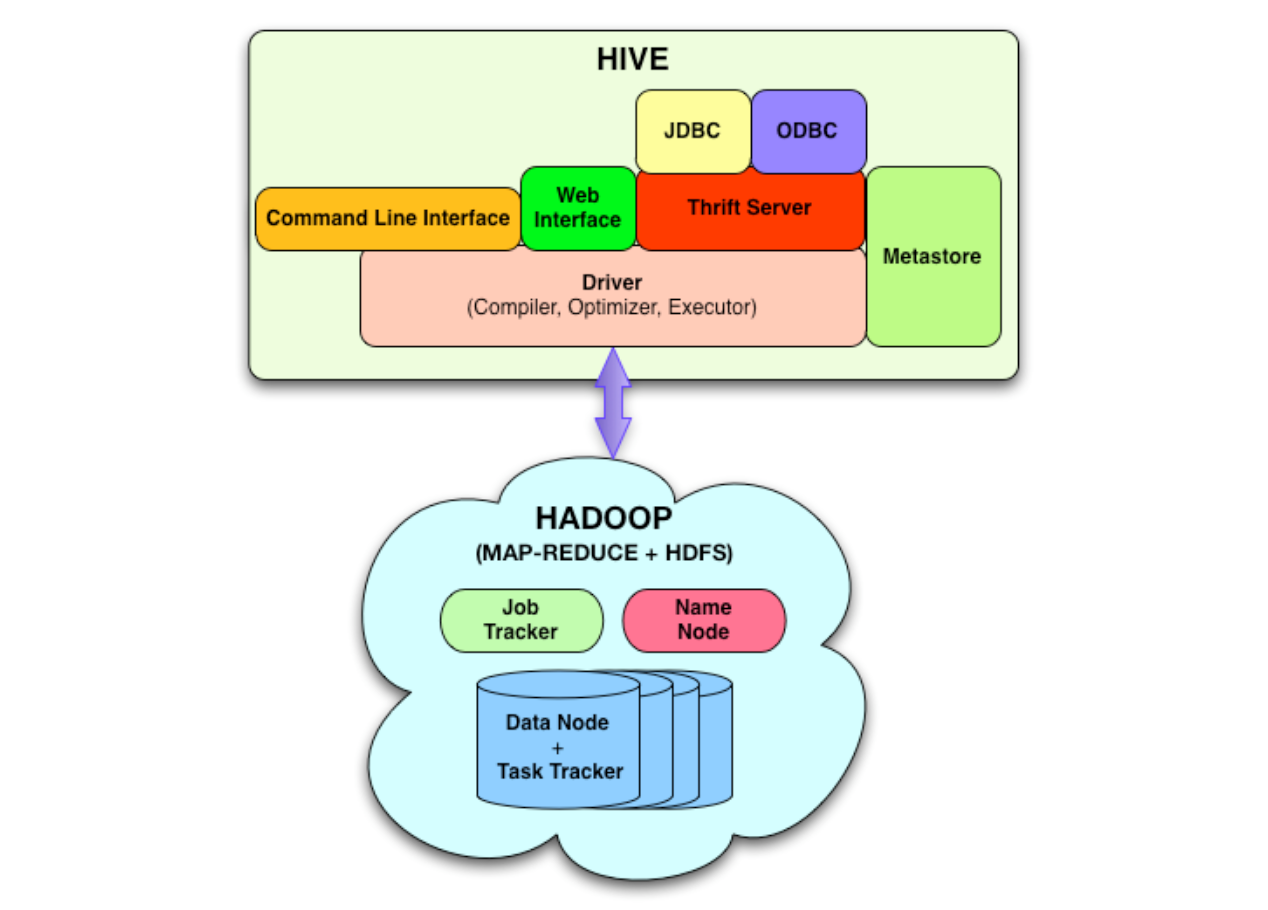 HIVE
JDBC
ODBC
Command Line Interface
Web
Interface
Thrift Server
Metastore
Driver
(Compiler, Optimizer, Executor)
HADOOP
(MAP-REDUCE + HDFS)
Job
Tracker
Name
Node
Data Node
+
Task Tracker